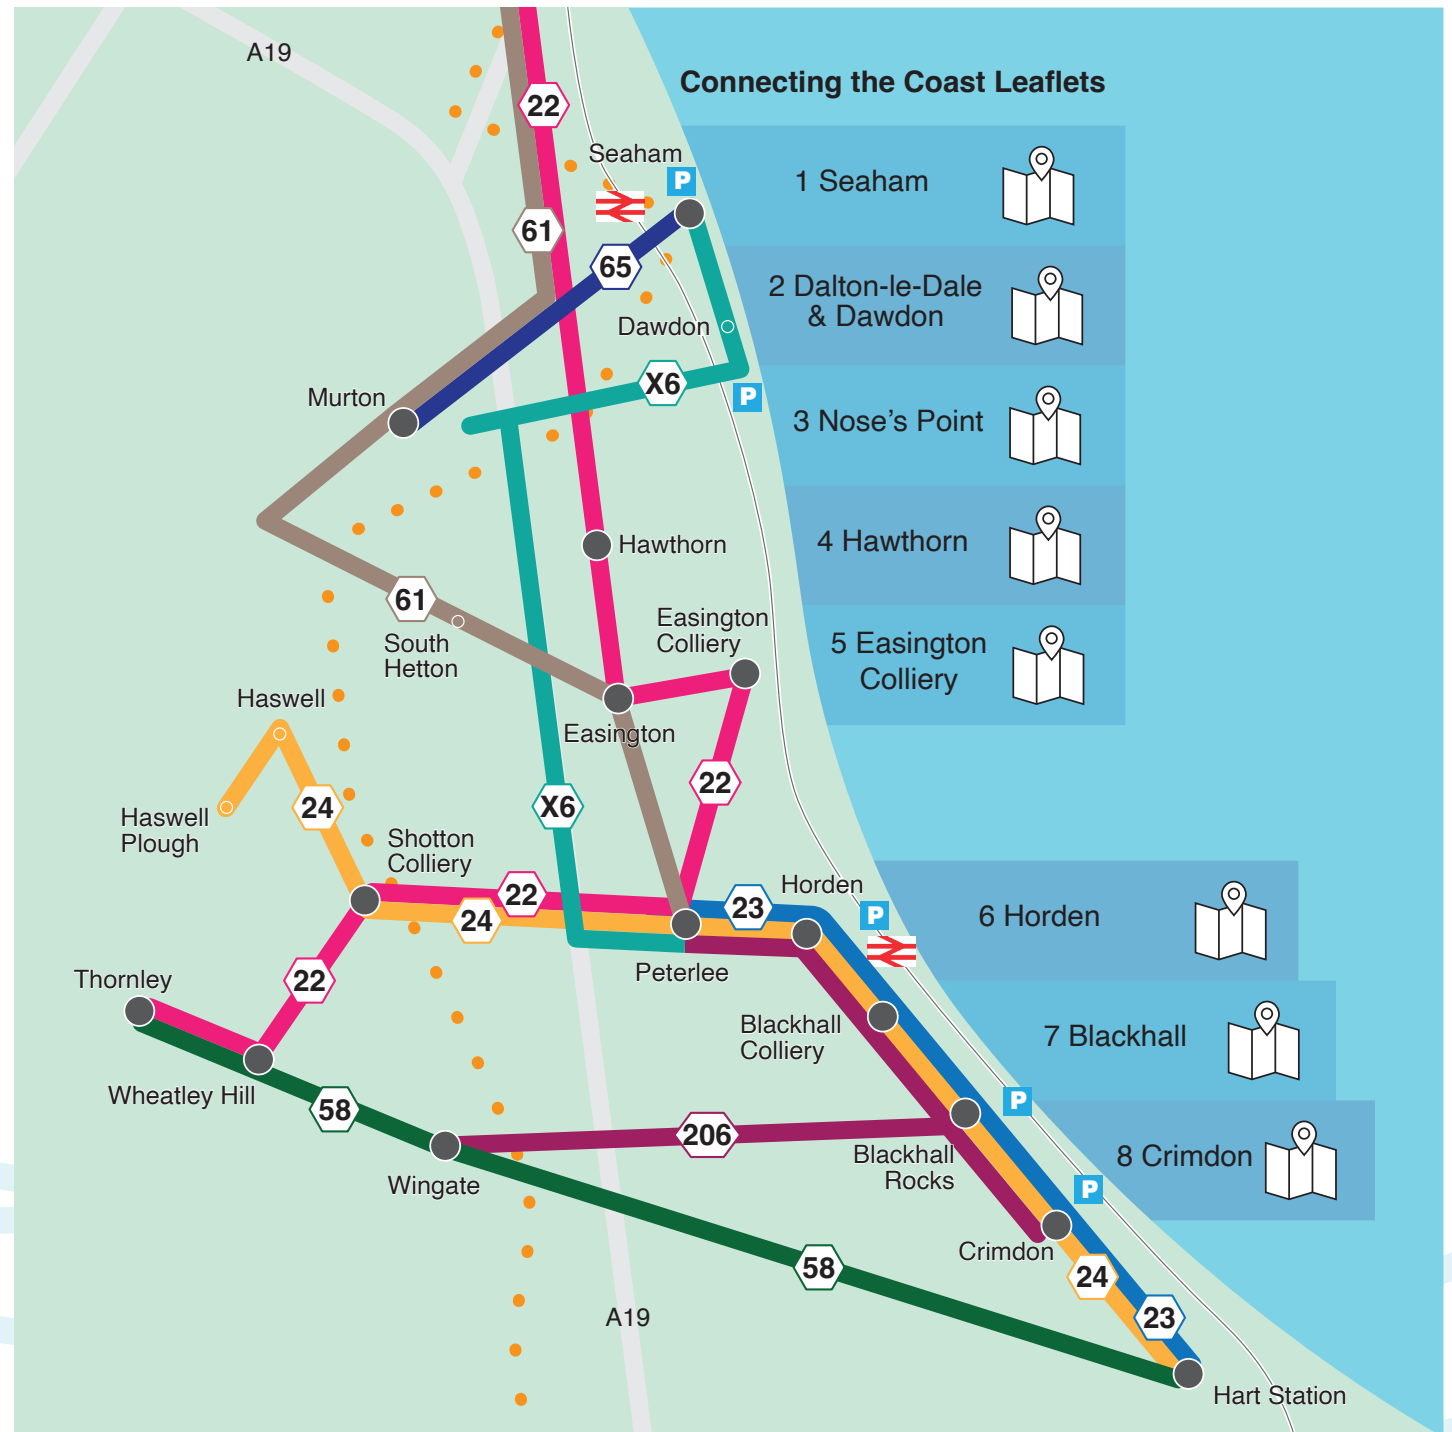 A19
Connecting the Coast Leaflets
22
Seaham
P
1 Seaham
61
65
2 Dalton-le-Dale
& Dawdon
Dawdon
X6
Murton
P
3 Nose's Point
Hawthorn
4 Hawthorn
61
South
Hetton
Easington
Colliery
5 Easington
Colliery
Haswell
Easington
22
24
X6
Haswell
Plough
Shotton
Colliery
22
24
23
Horden
P
6 Horden
Peterlee
Thornley
22
Blackhall
Colliery
7 Blackhall
Wheatley Hill
58
P
206
Blackhall
Rocks
8 Crimdon
Wingate
P
Crimdon
58
24
23
A19
Hart Station